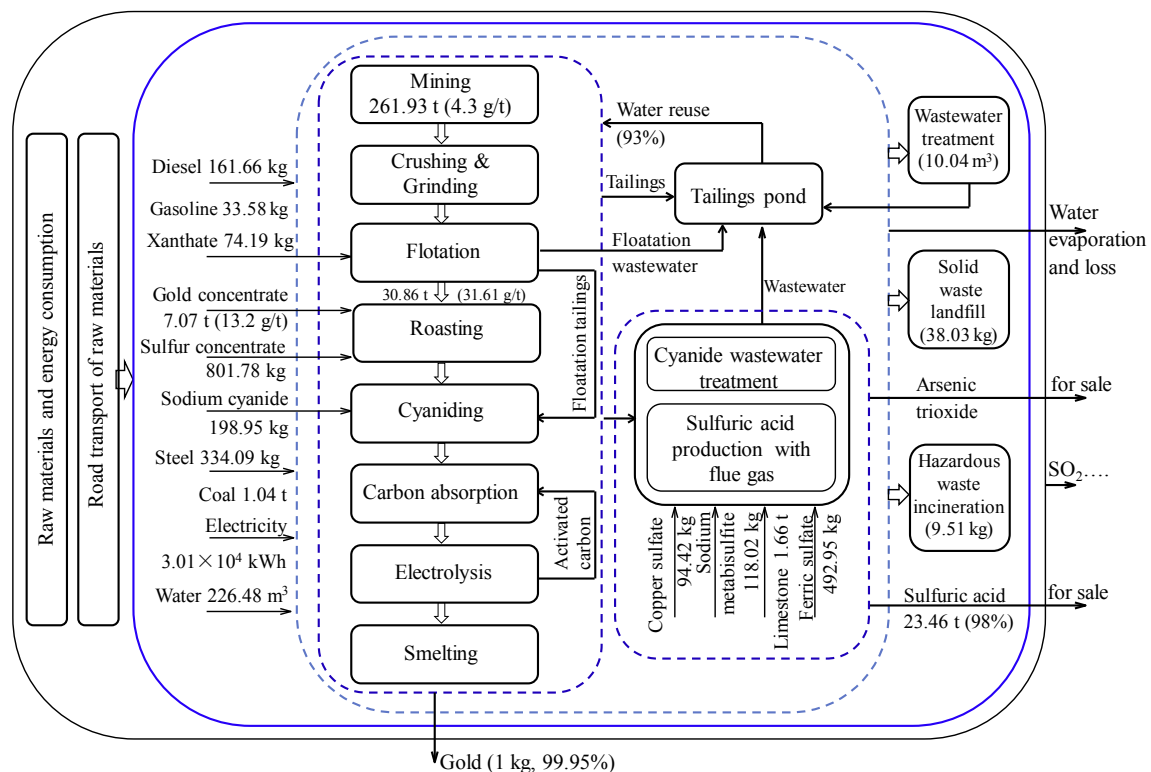 Raw materials and energy consumption
Road transport of raw materials
Diesel 161.66 kg
Gasoline 33.58 kg
Xanthate 74.19 kg
Gold concentrate
7.07 t (13.2 g/t)
Sulfur concentrate
801.78 kg
Sodium cyanide
198.95 kg
Steel 334.09 kg
Coal 1.04 t
Electricity
3.01×10⁴ kWh
Water 226.48 m³
Mining
261.93 t (4.3 g/t)
Crushing &
Grinding
Flotation
30.86 t (31.61 g/t)
Roasting
Cyaniding
Carbon absorption
Electrolysis
Smelting
Gold (1 kg, 99.95%)
Floatation tailings
Activated
carbon
Water reuse
(93%)
Tailings
Tailings pond
Floatation
wastewater
Wastewater
Cyanide wastewater
treatment
Sulfuric acid
production with
flue gas
Copper sulfate
94.42 kg
Sodium
metabisulfite
118.02 kg
Limestone 1.66 t
Ferric sulfate
492.95 kg
Wastewater
treatment
(10.04 m³)
Water
evaporation
and loss
Solid
waste
landfill
(38.03 kg)
Arsenic
trioxide
for sale
Hazardous
waste
incineration
(9.51 kg)
SO₂....
Sulfuric acid
23.46 t (98%)
for sale